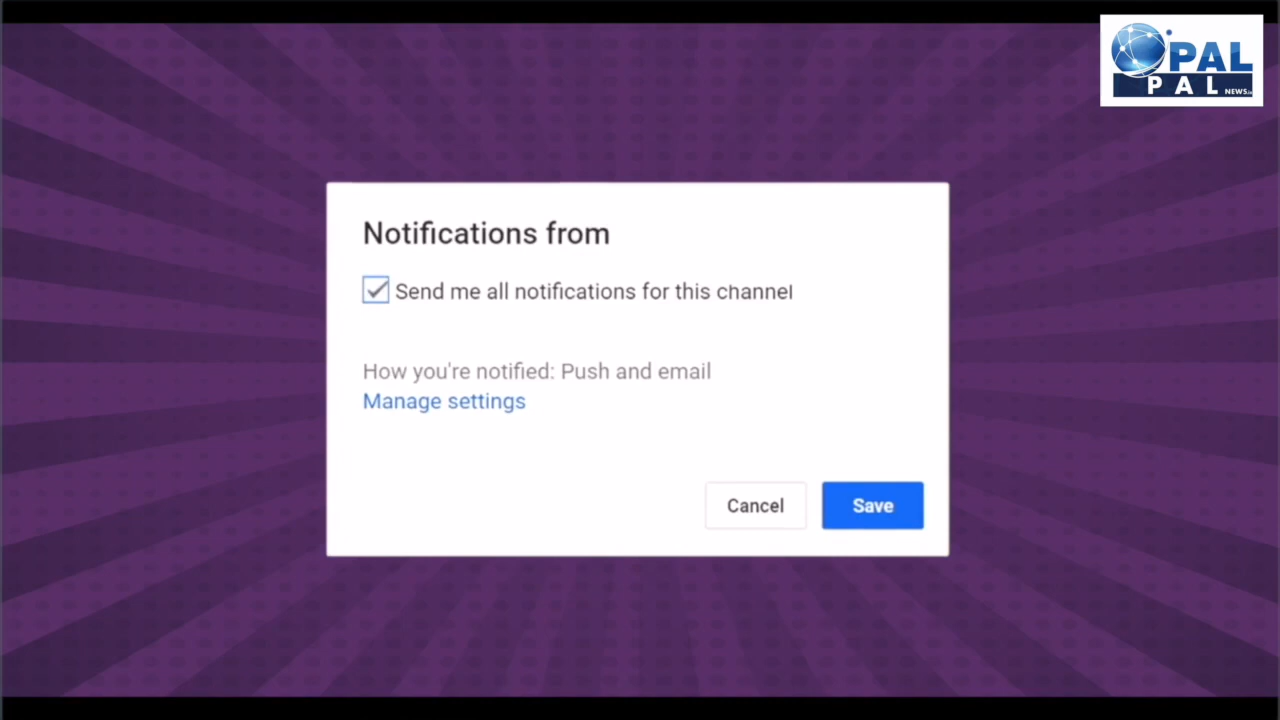 PAL
PAL NEWS.in
Notifications from
Send me all notifications for this channel
How you're notified: Push and email
Manage settings
Cancel
Save